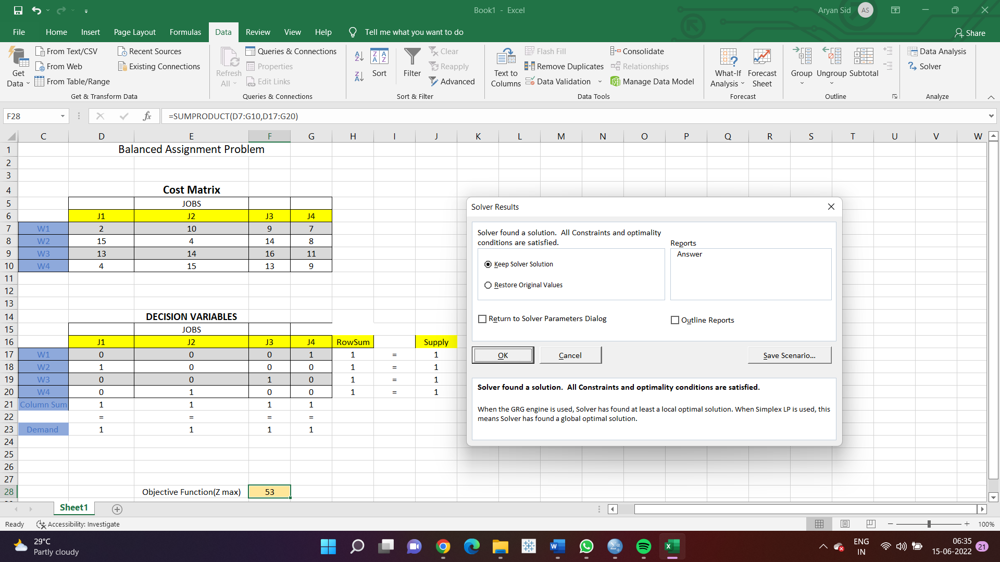 Book1 - Excel
Aryan Sid
AS
File Home Insert Page Layout Formulas Data Review View Help Tell me what you want to do
Share
Get Data
From Text/CSV
From Web
From Table/Range
Recent Sources
Existing Connections
Get & Transform Data
Refresh All
Queries & Connections
Properties
Edit Links
Queries & Connections
Sort
Filter
Clear
Reapply
Advanced
Sort & Filter
Text to Columns
Flash Fill
Remove Duplicates
Data Validation
Consolidate
Relationships
Manage Data Model
Data Tools
What-If Analysis
Forecast Sheet
Forecast
Group
Ungroup
Subtotal
Outline
Data Analysis
Solver
Analyze
F28
fx
=SUMPRODUCT(D7:G10,D17:G20)
C D E F G H I J K L M N O P Q R S T U V W
1 Balanced Assignment Problem
2
3
4 Cost Matrix
5 JOBS
6 J1 J2 J3 J4
7 W1 2 10 9 7
8 W2 15 4 14 8
9 W3 13 14 16 11
10 W4 4 15 13 9
11
12
13
14 DECISION VARIABLES
15 JOBS
16 J1 J2 J3 J4 RowSum Supply
17 W1 0 0 0 1 1 = 1
18 W2 1 0 0 0 1 = 1
19 W3 0 0 1 0 1 = 1
20 W4 0 1 0 0 1 = 1
21 Column Sum 1 1 1 1
22 = = = =
23 Demand 1 1 1 1
24
25
26
27
28 Objective Function(Z max) 53
Solver Results
Solver found a solution. All Constraints and optimality
conditions are satisfied.
Keep Solver Solution
Restore Original Values
Reports
Answer
Return to Solver Parameters Dialog
Outline Reports
OK
Cancel
Save Scenario...
Solver found a solution. All Constraints and optimality conditions are satisfied.
When the GRG engine is used, Solver has found at least a local optimal solution. When Simplex LP is used, this
means Solver has found a global optimal solution.
Sheet1
Ready
Accessibility: Investigate
100%
29°C
Partly cloudy
ENG
IN
06:35
15-06-2022
21